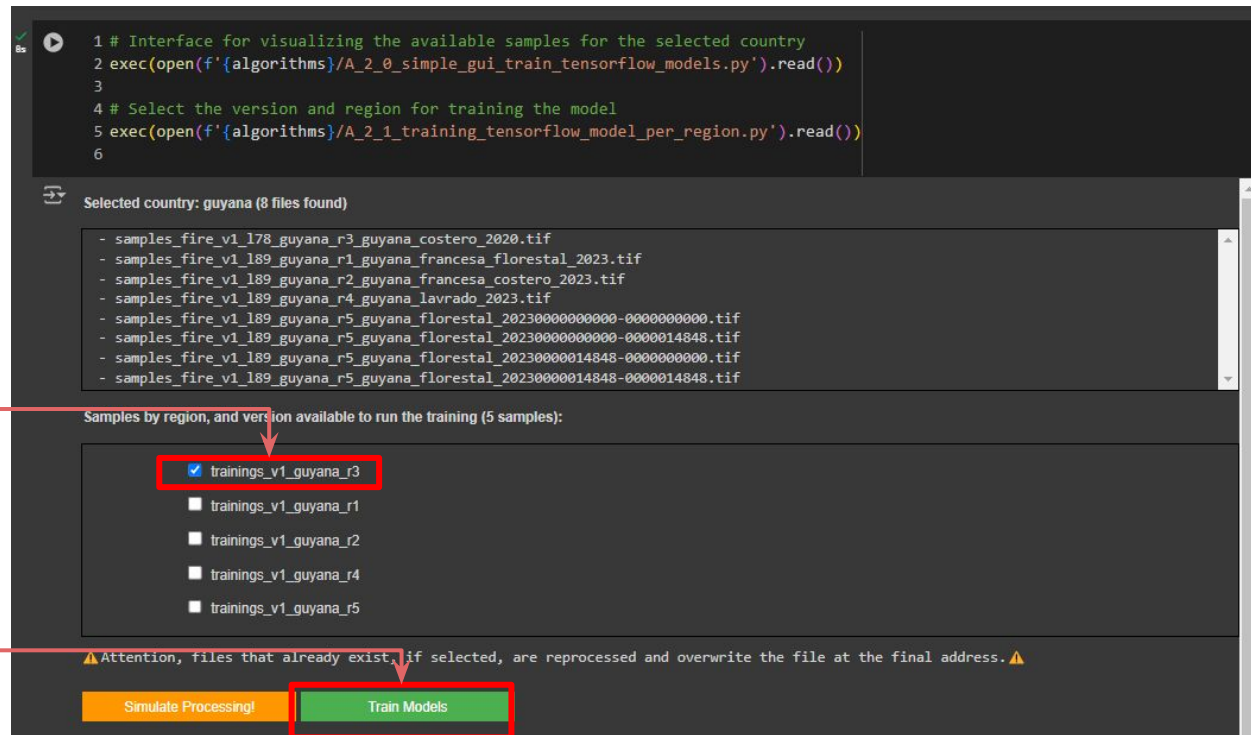 8s
1 # Interface for visualizing the available samples for the selected country
2 exec(open(f'{algorithms}/A_2_0_simple_gui_train_tensorflow_models.py').read())
3
4 # Select the version and region for training the model
5 exec(open(f'{algorithms}/A_2_1_training_tensorflow_model_per_region.py').read())
6
Selected country: guyana (8 files found)
- samples_fire_v1_l78_guyana_r3_guyana_costero_2020.tif
- samples_fire_v1_l89_guyana_r1_guyana_francesa_florestal_2023.tif
- samples_fire_v1_l89_guyana_r2_guyana_francesa_costero_2023.tif
- samples_fire_v1_l89_guyana_r4_guyana_lavrado_2023.tif
- samples_fire_v1_l89_guyana_r5_guyana_florestal_20230000000000-0000000000.tif
- samples_fire_v1_l89_guyana_r5_guyana_florestal_20230000000000-0000014848.tif
- samples_fire_v1_l89_guyana_r5_guyana_florestal_20230000014848-0000000000.tif
- samples_fire_v1_l89_guyana_r5_guyana_florestal_20230000014848-0000014848.tif
Samples by region, and version available to run the training (5 samples):
trainings_v1_guyana_r3
trainings_v1_guyana_r1
trainings_v1_guyana_r2
trainings_v1_guyana_r4
trainings_v1_guyana_r5
⚠Attention, files that already exist, if selected, are reprocessed and overwrite the file at the final address.⚠
Simulate Processing! Train Models